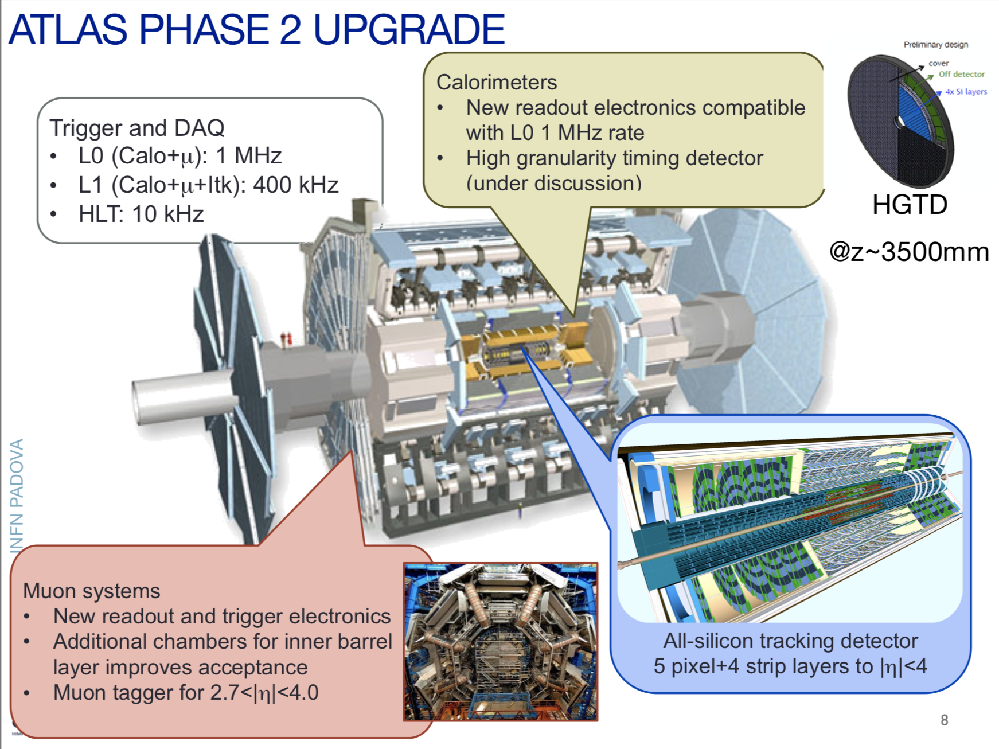 ATLAS PHASE 2 UPGRADE
Trigger and DAQ
• L0 (Calo+μ): 1 MHz
• L1 (Calo+μ+Itk): 400 kHz
• HLT: 10 kHz
Calorimeters
• New readout electronics compatible
with L0 1 MHz rate
• High granularity timing detector
(under discussion)
Preliminary design
cover
Off detector
4x Si layers
HGTD
@z~3500mm
INFN PADOVA
Muon systems
• New readout and trigger electronics
• Additional chambers for inner barrel
layer improves acceptance
• Muon tagger for 2.7<|η|<4.0
All-silicon tracking detector
5 pixel+4 strip layers to |η|<4
8